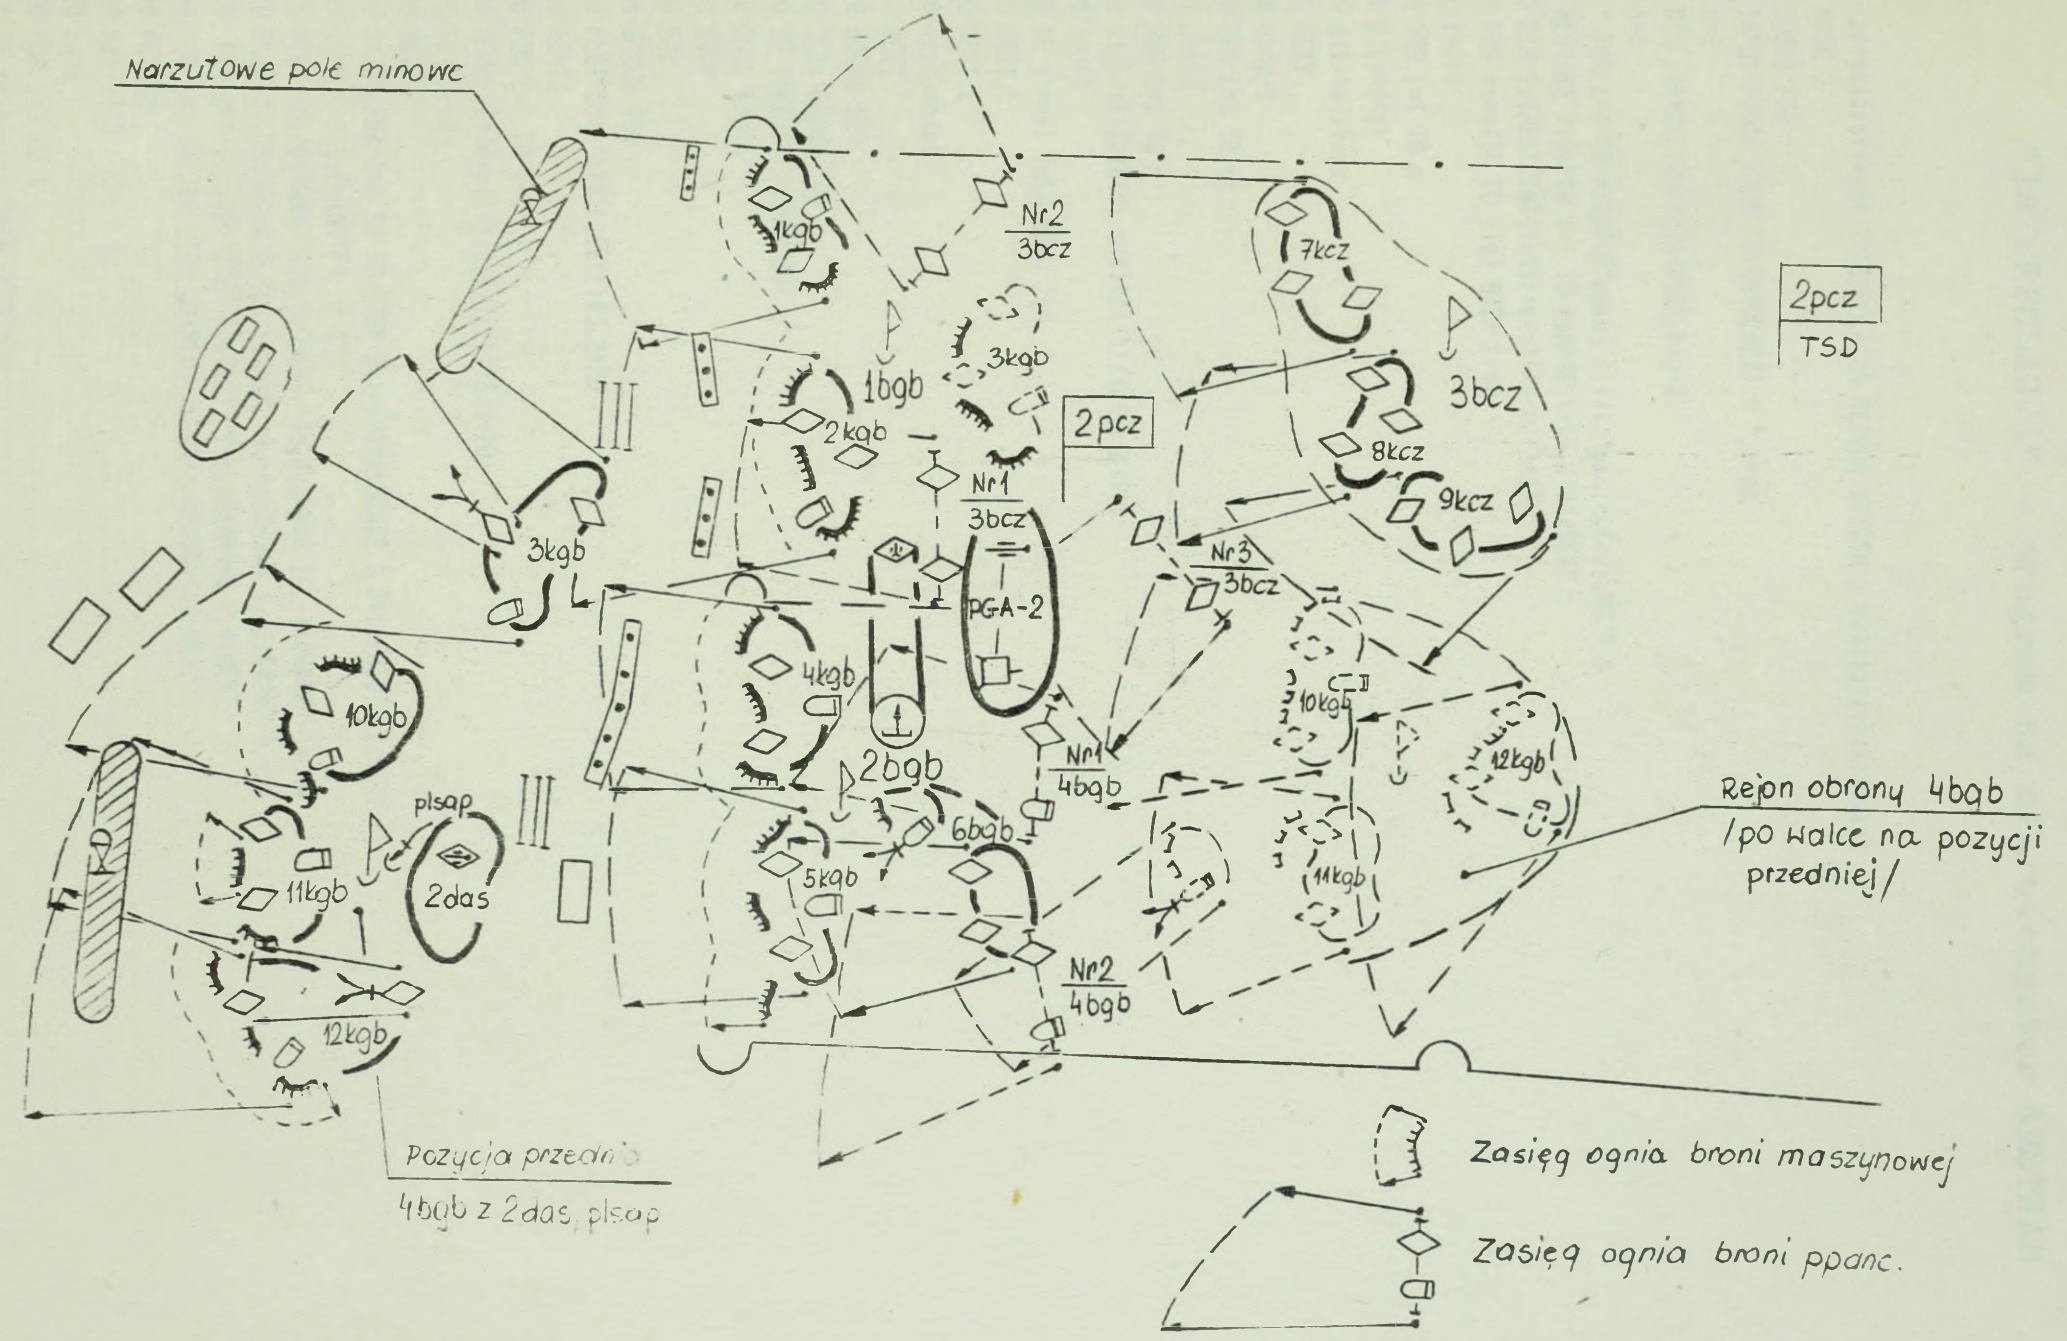 Narzutowe pole minowe
1kgb
Nr2
3bcz
7kcz
2pcz
TSD
3kgb
1bgb
2pcz
3bcz
2kgb
8kcz
Nr1
3bcz
9kcz
3kgb
Nr3
3bcz
PGA-2
4kgb
10kgb
10kgb
12kgb
2bgb
Nr1
4bgb
Rejon obrony 4bgb
/po walce na pozycji
przedniej/
plsap
6bgb
11kgb
2das
5kgb
11kgb
Nr2
4bgb
12kgb
Pozycja przednia
4bgb z 2das, plsap
Zasięg ognia broni maszynowej
Zasięg ognia broni ppanc.